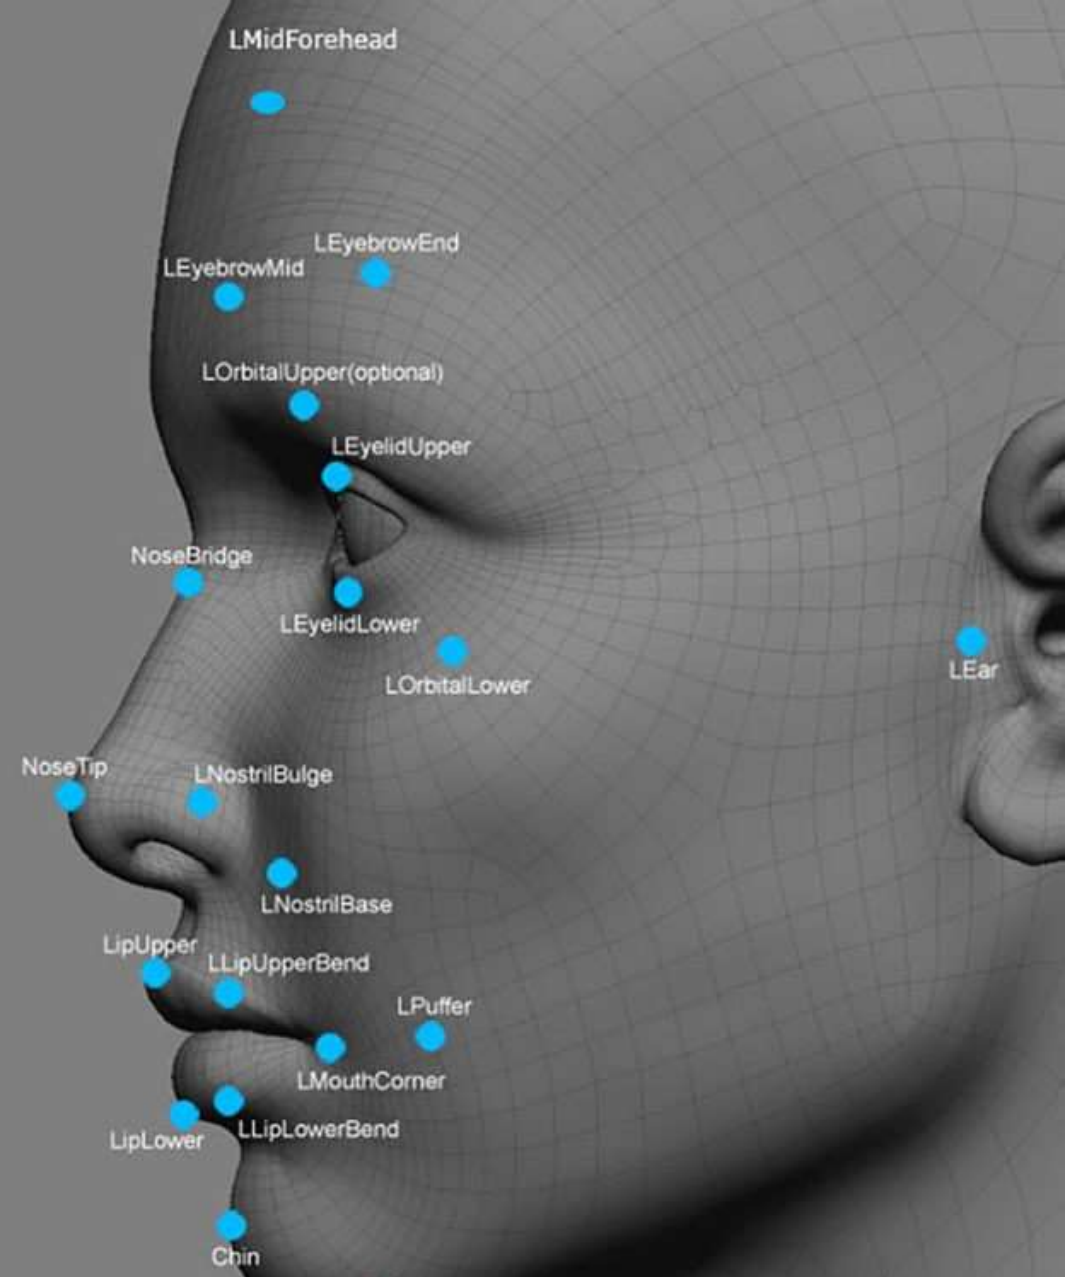 LMidForehead
LEyebrowEnd
LEyebrowMid
LOrbitalUpper(optional)
LEyelidUpper
NoseBridge
LEyelidLower
LOrbitalLower
LEar
NoseTip
LNostrilBulge
LNostrilBase
LipUpper
LLipUpperBend
LPuffer
LMouthCorner
LLipLowerBend
LipLower
Chin